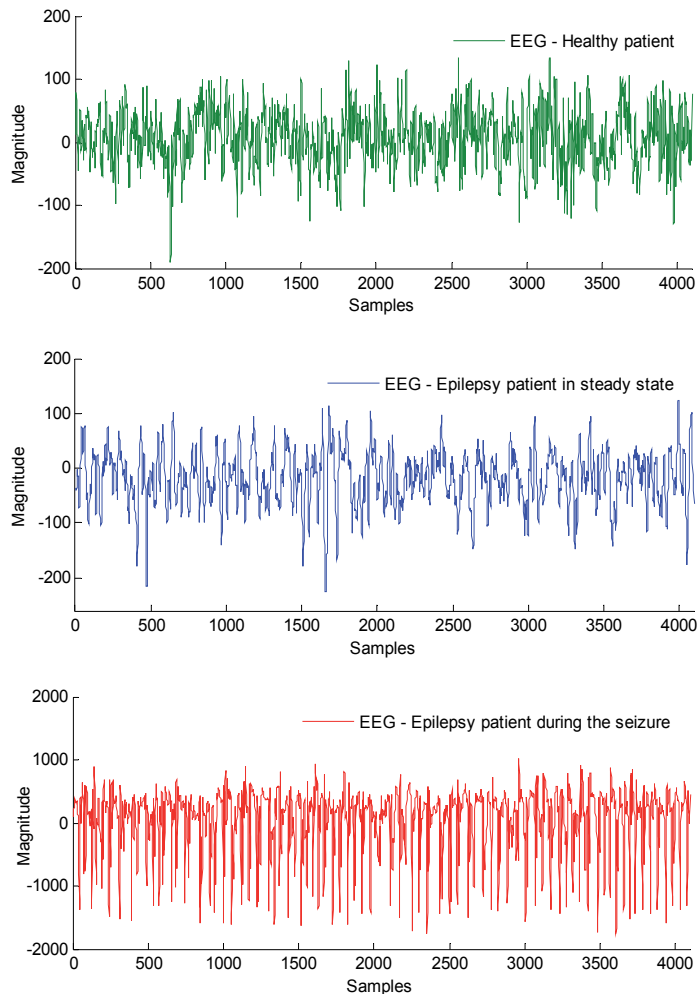 EEG - Healthy patient
200
100
0
-100
-200
Magnitude
0 500 1000 1500 2000 2500 3000 3500 4000
Samples
EEG - Epilepsy patient in steady state
200
100
0
-100
-200
Magnitude
0 500 1000 1500 2000 2500 3000 3500 4000
Samples
EEG - Epilepsy patient during the seizure
2000
1000
0
-1000
-2000
Magnitude
0 500 1000 1500 2000 2500 3000 3500 4000
Samples